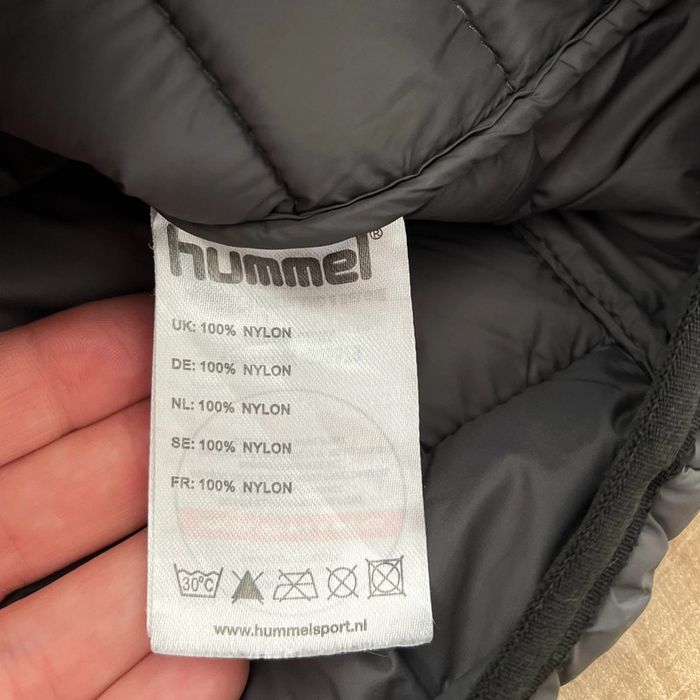 hummel®
UK: 100% NYLON
DE: 100% NYLON
NL: 100% NYLON
SE: 100% NYLON
FR: 100% NYLON
30°C
www.hummelsport.nl